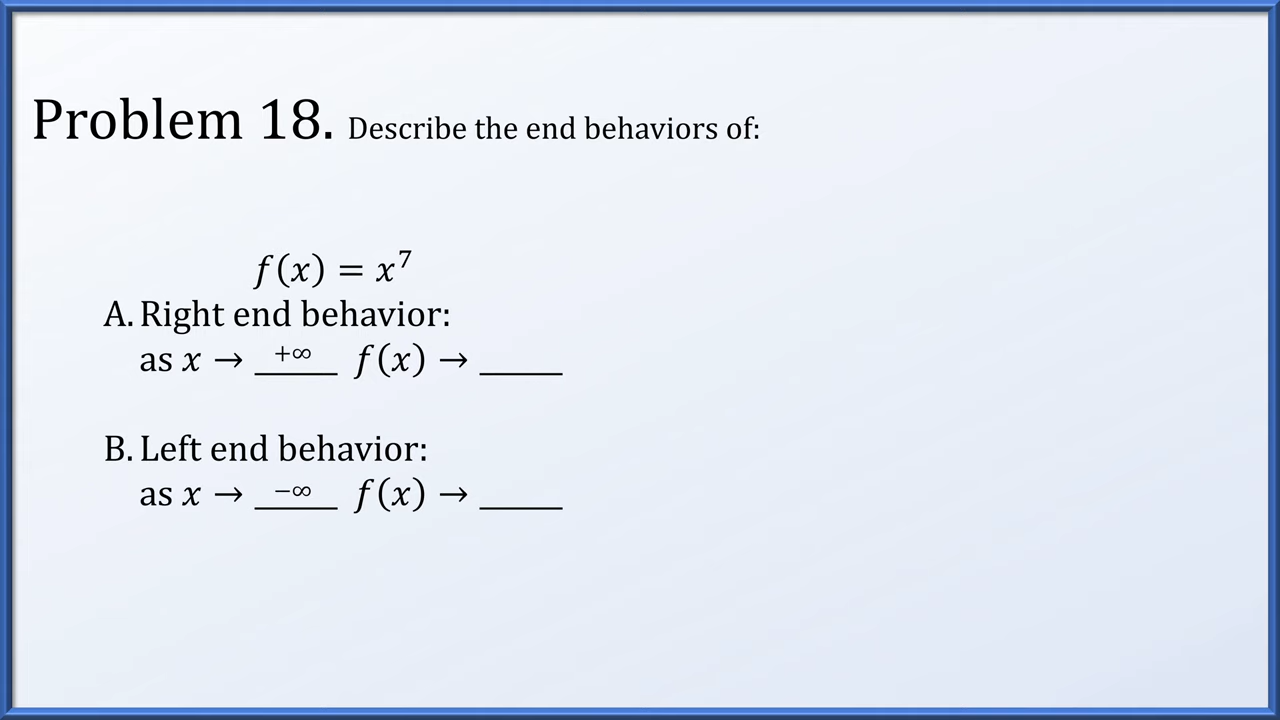 Problem 18. Describe the end behaviors of:
f(x) = x⁷
A. Right end behavior:
as x → +∞ f(x) → ______
B. Left end behavior:
as x → −∞ f(x) → ______